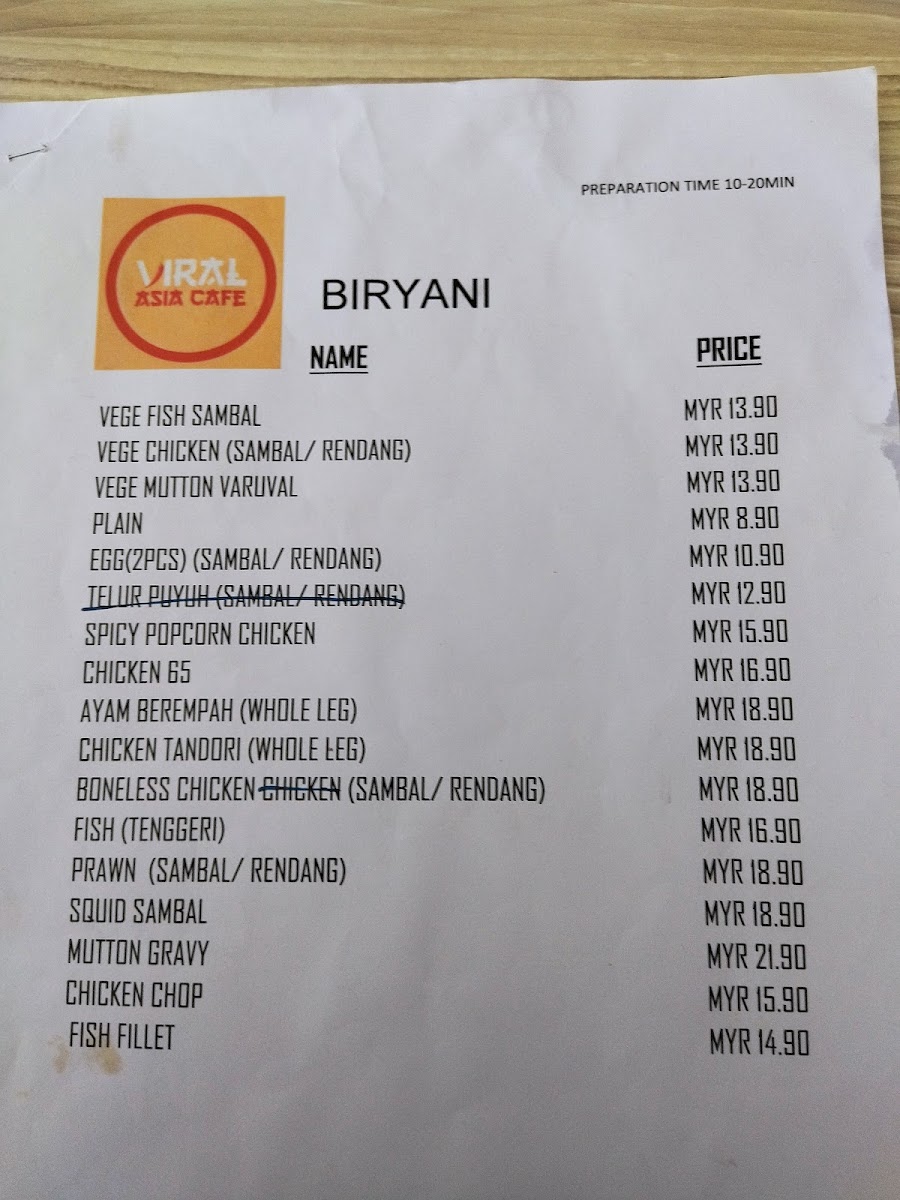 PREPARATION TIME 10-20MIN
VIRAL
ASIA CAFE
BIRYANI
NAME PRICE
VEGE FISH SAMBAL MYR 13.90
VEGE CHICKEN (SAMBAL/ RENDANG) MYR 13.90
VEGE MUTTON VARUVAL MYR 13.90
PLAIN MYR 8.90
EGG(2PCS) (SAMBAL/ RENDANG) MYR 10.90
TELUR PUYUH (SAMBAL/ RENDANG) MYR 12.90
SPICY POPCORN CHICKEN MYR 15.90
CHICKEN 65 MYR 16.90
AYAM BEREMPAH (WHOLE LEG) MYR 18.90
CHICKEN TANDORI (WHOLE LEG) MYR 18.90
BONELESS CHICKEN CHICKEN (SAMBAL/ RENDANG) MYR 18.90
FISH (TENGGERI) MYR 16.90
PRAWN (SAMBAL/ RENDANG) MYR 18.90
SQUID SAMBAL MYR 18.90
MUTTON GRAVY MYR 21.90
CHICKEN CHOP MYR 15.90
FISH FILLET MYR 14.90